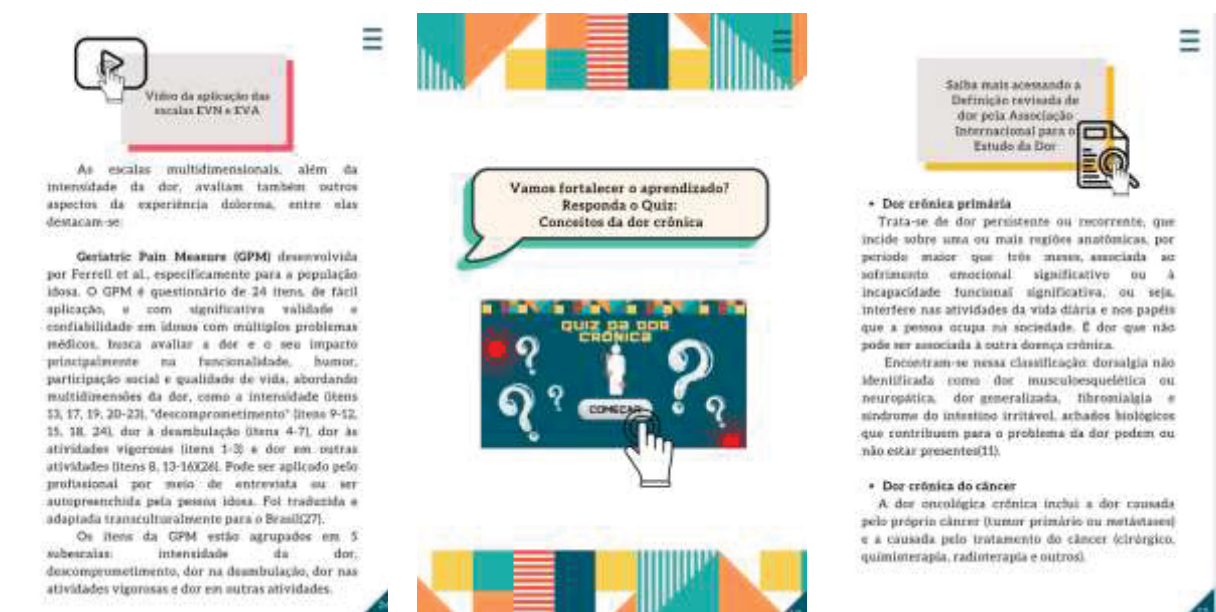 Vídeo da aplicação das
escalas EVN e EVA
As escalas multidimensionais, além da
intensidade da dor, avaliam também outros
aspectos da experiência dolorosa, entre elas
destacam-se:
Geriatric Pain Measure (GPM) desenvolvida
por Ferrell et al., especificamente para a população
idosa. O GPM é questionário de 24 itens, de fácil
aplicação, e com significativa validade e
confiabilidade em idosos com múltiplos problemas
médicos, busca avaliar a dor e o seu impacto
principalmente na funcionalidade, humor,
participação social e qualidade de vida, abordando
multidimensões da dor, como a intensidade (itens
13, 17, 19, 20-23), "descomprometimento" (itens 9-12,
15, 18, 24), dor à deambulação (itens 4-7), dor às
atividades vigorosas (itens 1-3) e dor em outras
atividades (itens 8, 13-16)(26). Pode ser aplicado pelo
profissional por meio de entrevista ou ser
autopreenchida pela pessoa idosa. Foi traduzida e
adaptada transculturalmente para o Brasil(27).
Os itens da GPM estão agrupados em 5
subescalas: intensidade da dor,
descomprometimento, dor na deambulação, dor nas
atividades vigorosas e dor em outras atividades.
Vamos fortalecer o aprendizado?
Responda o Quiz:
Conceitos da dor crônica
QUIZ DA DOR
CRÔNICA
COMEÇAR
Saiba mais acessando a
Definição revisada de
dor pela Associação
Internacional para o
Estudo da Dor
• Dor crônica primária
Trata-se de dor persistente ou recorrente, que
incide sobre uma ou mais regiões anatômicas, por
período maior que três meses, associada ao
sofrimento emocional significativo ou à
incapacidade funcional significativa, ou seja,
interfere nas atividades da vida diária e nos papéis
que a pessoa ocupa na sociedade. É dor que não
pode ser associada à outra doença crônica.
Encontram-se nessa classificação: dorsalgia não
identificada como dor musculoesquelética ou
neuropática, dor generalizada, fibromialgia e
síndrome do intestino irritável, achados biológicos
que contribuem para o problema da dor podem ou
não estar presentes(11).
• Dor crônica do câncer
A dor oncológica crônica inclui a dor causada
pelo próprio câncer (tumor primário ou metástases)
e a causada pelo tratamento do câncer (cirúrgico,
quimioterapia, radioterapia e outros).